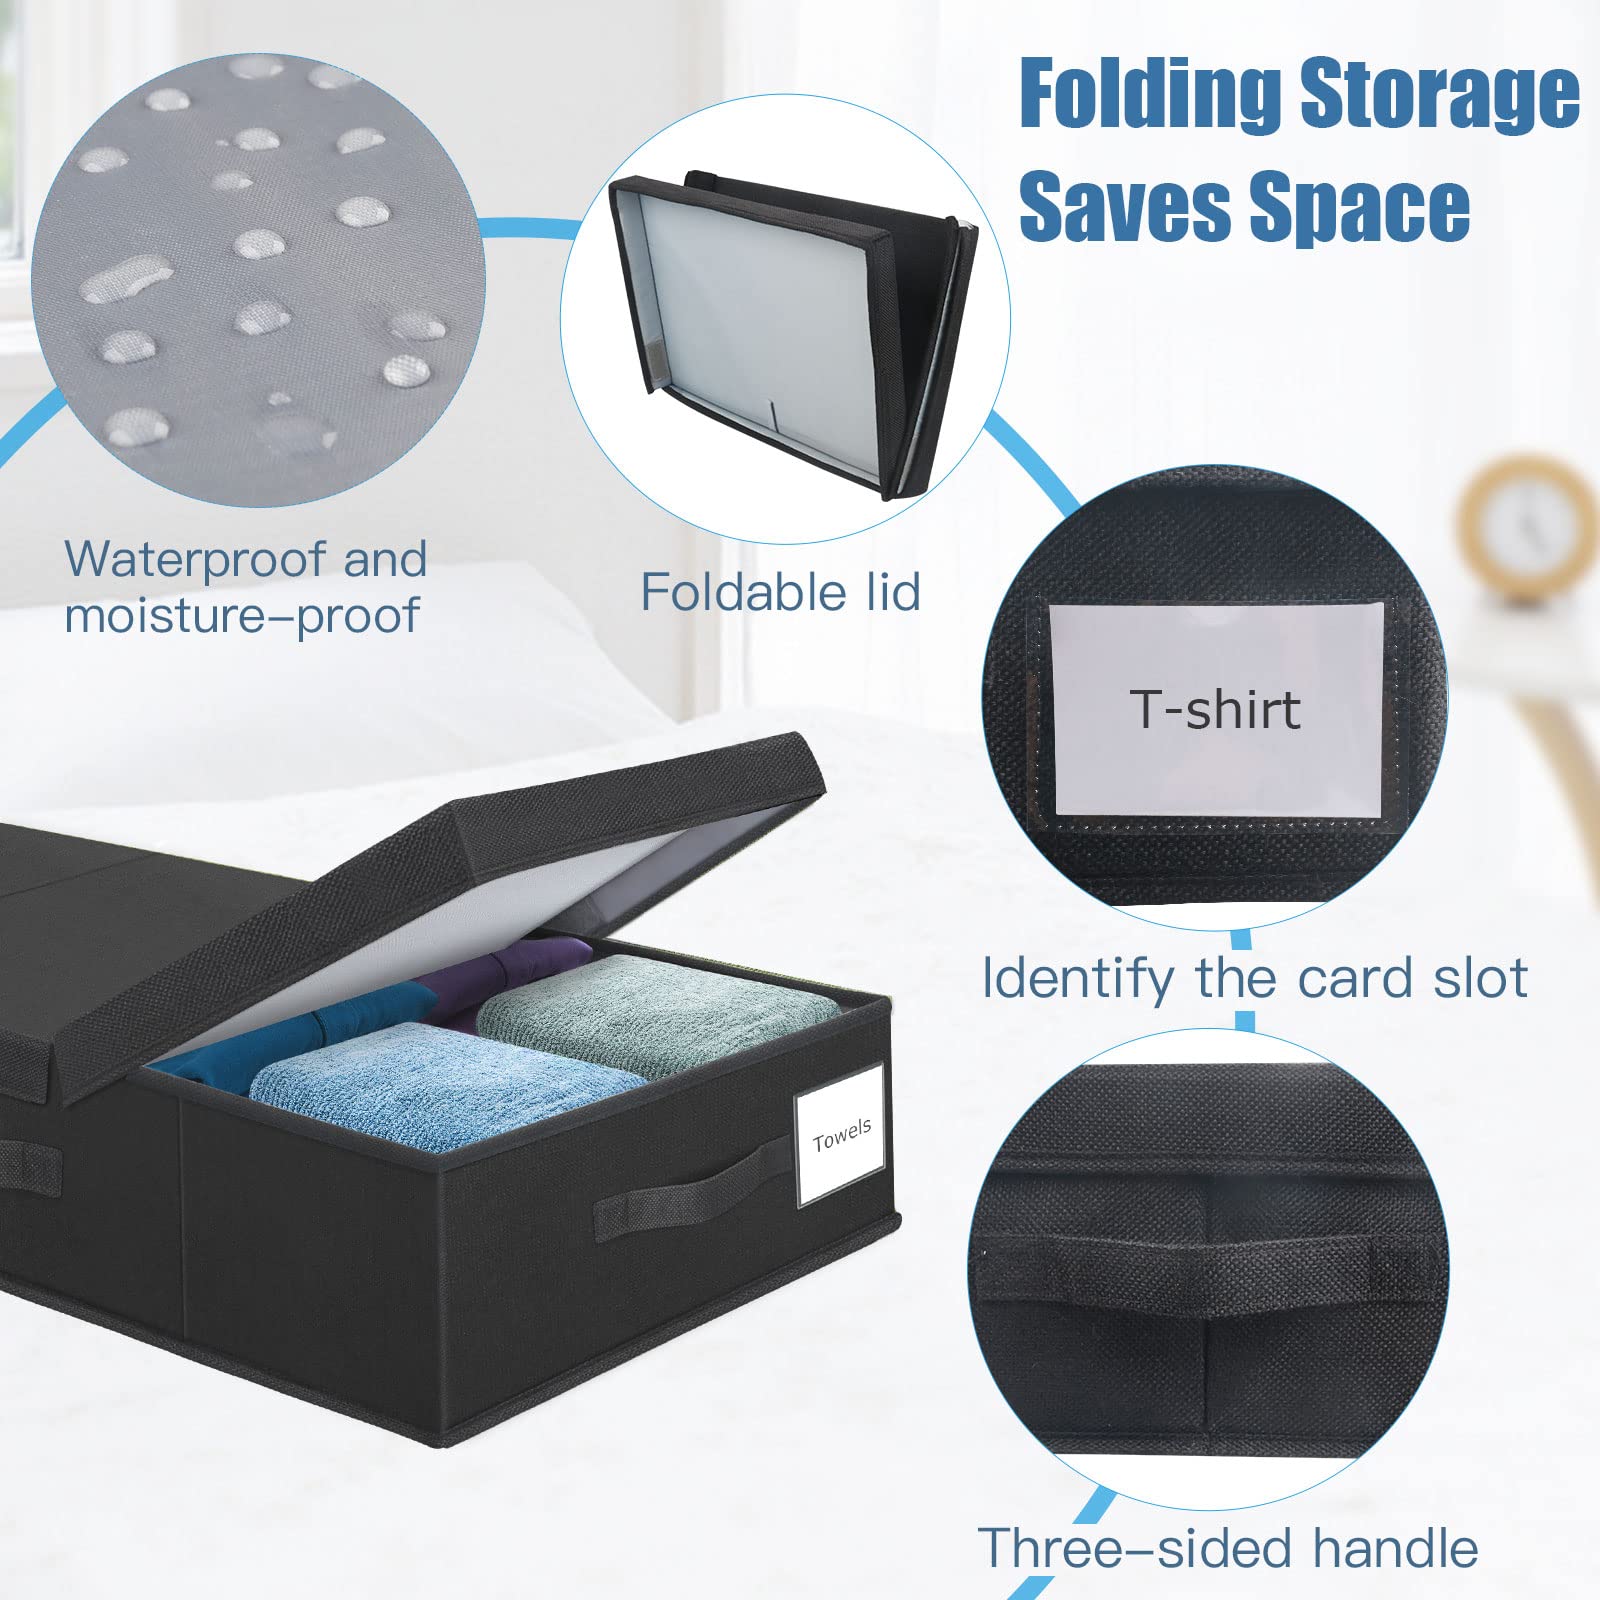 Folding Storage
Saves Space
Waterproof and
moisture-proof
Foldable lid
T-shirt
Identify the card slot
Towels
Three-sided handle